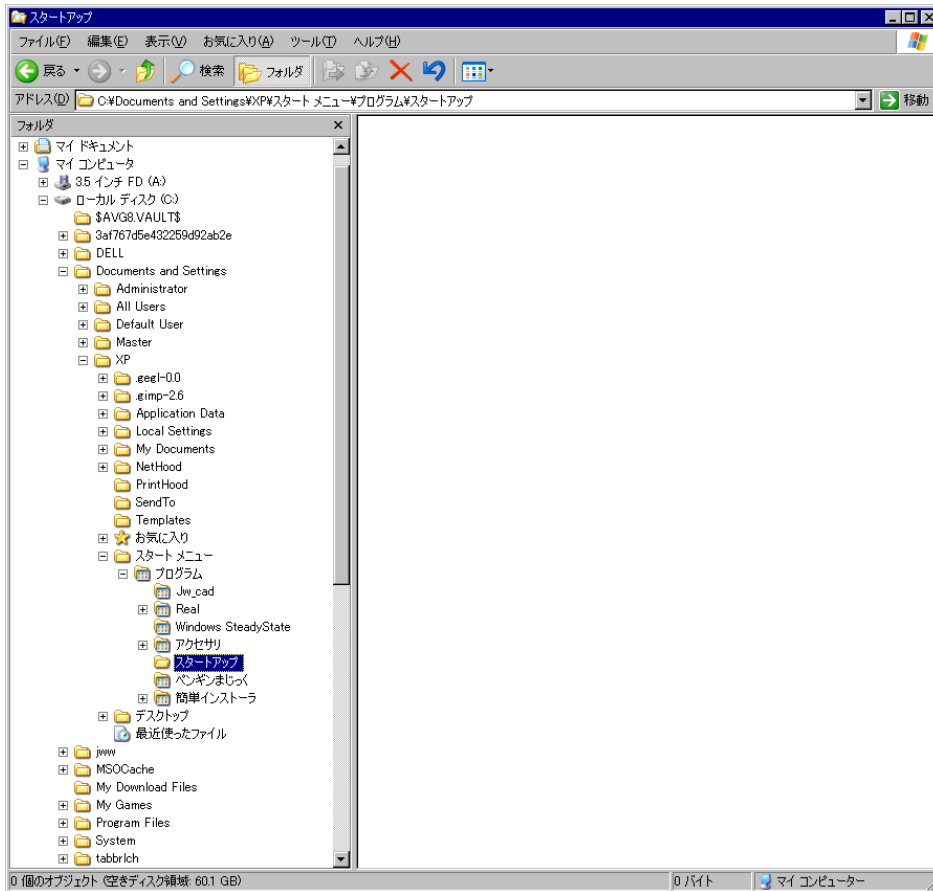 スタートアップ
ファイル(F) 編集(E) 表示(V) お気に入り(A) ツール(T) ヘルプ(H)
戻る 検索 フォルダ
アドレス(D) C:¥Documents and Settings¥XP¥スタート メニュー¥プログラム¥スタートアップ 移動
フォルダ
マイ ドキュメント
マイ コンピュータ
3.5 インチ FD (A:)
ローカル ディスク (C:)
$AVG8.VAULT$
3af767d5e432259d92ab2e
DELL
Documents and Settings
Administrator
All Users
Default User
Master
XP
.gegl-0.0
.gimp-2.6
Application Data
Local Settings
My Documents
NetHood
PrintHood
SendTo
Templates
お気に入り
スタート メニュー
プログラム
Jw_cad
Real
Windows SteadyState
アクセサリ
スタートアップ
ペンギンまじっく
簡単インストーラ
デスクトップ
最近使ったファイル
jww
MSOCache
My Download Files
My Games
Program Files
System
tabbrlch
0 個のオブジェクト (空きディスク領域: 60.1 GB) 0 バイト マイ コンピューター